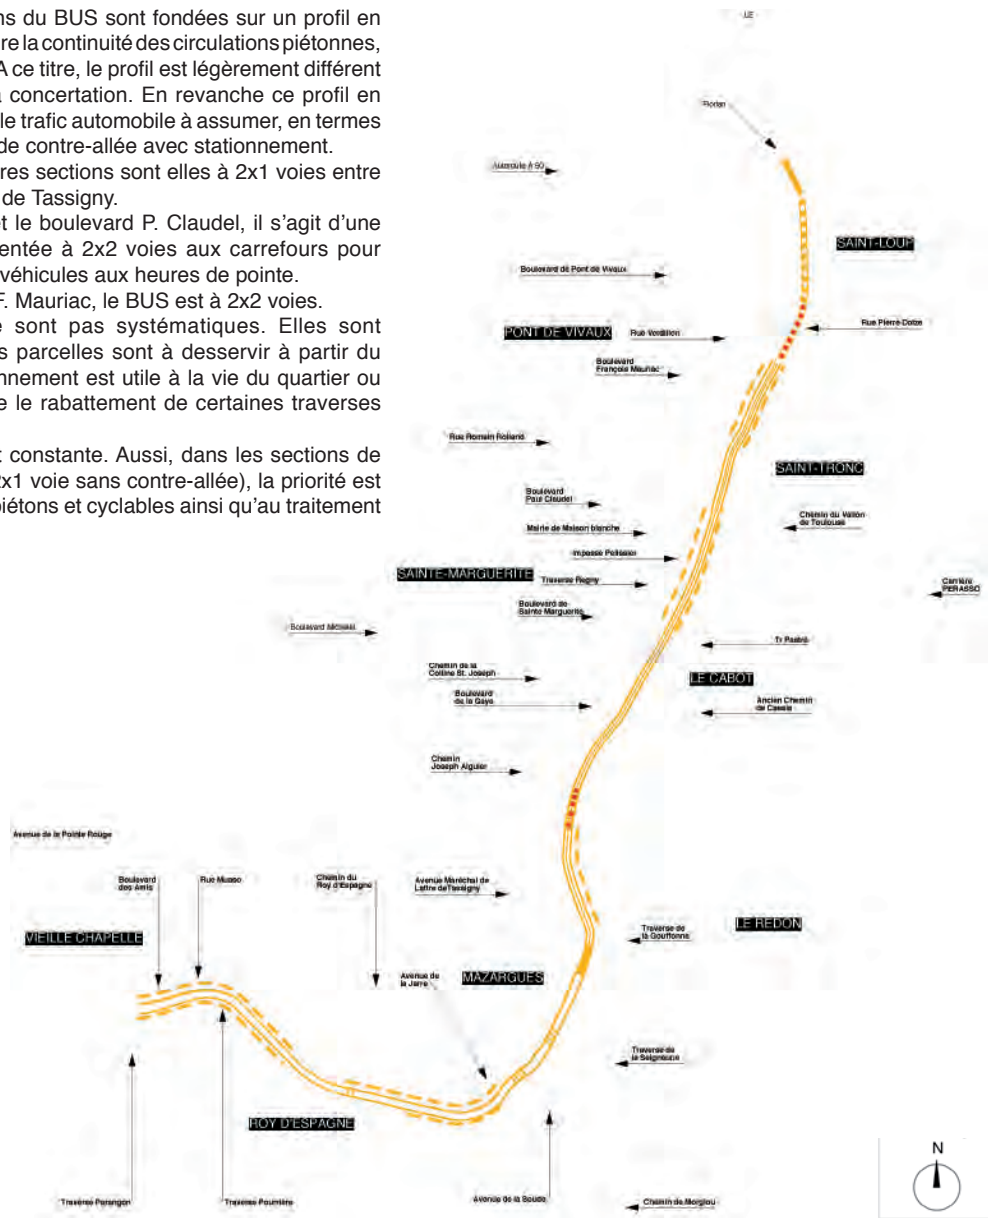 ns du BUS sont fondées sur un profil en
re la continuité des circulations piétonnes,
A ce titre, le profil est légèrement différent
a concertation. En revanche ce profil en
le trafic automobile à assumer, en termes
de contre-allée avec stationnement.
res sections sont elles à 2x1 voies entre
de Tassigny.
et le boulevard P. Claudel, il s'agit d'une
entée à 2x2 voies aux carrefours pour
véhicules aux heures de pointe.
F. Mauriac, le BUS est à 2x2 voies.
e sont pas systématiques. Elles sont
s parcelles sont à desservir à partir du
nnement est utile à la vie du quartier ou
e le rabattement de certaines traverses
t constante. Aussi, dans les sections de
2x1 voie sans contre-allée), la priorité est
piétons et cyclables ainsi qu'au traitement
Florian
Autoroute A 50
SAINT-LOUP
Boulevard de Pont de Vivaux
Rue Pierre Doize
PONT DE VIVAUX
Rue Verdillon
Boulevard
François Mauriac
Rue Romain Rolland
SAINT-TRONC
Boulevard
Paul Claudel
Chemin du Vallon
de Toulouse
Mairie de Maison blanche
Impasse Pelissier
SAINTE-MARGUERITE
Traverse Regny
Carrière
PERASSO
Boulevard de
Sainte Marguerite
Boulevard Michelet
Tr Pastré
Chemin de la
Colline St. Joseph
LE CABOT
Boulevard
de la Gaye
Ancien Chemin
de Cassis
Chemin
Joseph Aiguier
Avenue de la Pointe Rouge
Boulevard
des Amis
Rue Musso
Chemin du
Roy d'Espagne
Avenue Maréchal de
Lattre de Tassigny
LE REDON
Traverse de
la Gouffonne
VIEILLE CHAPELLE
Avenue de
la Jarre
MAZARGUES
Traverse de
la Seigneurie
ROY D'ESPAGNE
Traverse Parangon
Traverse Pourrière
Avenue de la Soude
Chemin de Morgiou
N